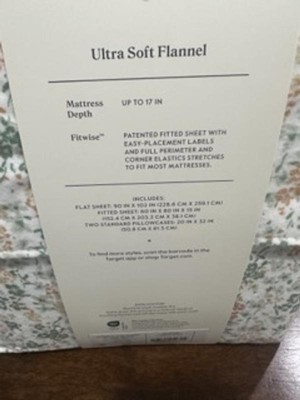 Ultra Soft Flannel
Mattress Depth
UP TO 17 IN
Fitwise™
PATENTED FITTED SHEET WITH
EASY-PLACEMENT LABELS
AND FULL PERIMETER AND
CORNER ELASTICS STRETCHES
TO FIT MOST MATTRESSES.
INCLUDES:
FLAT SHEET: 90 IN X 102 IN (228.6 CM X 259.1 CM)
FITTED SHEET: 60 IN X 80 IN X 15 IN
(152.4 CM X 203.2 CM X 38.1 CM)
TWO STANDARD PILLOWCASES: 20 IN X 32 IN
(50.8 CM X 81.3 CM)
To find more styles, scan the barcode in the
Target app or shop Target.com.